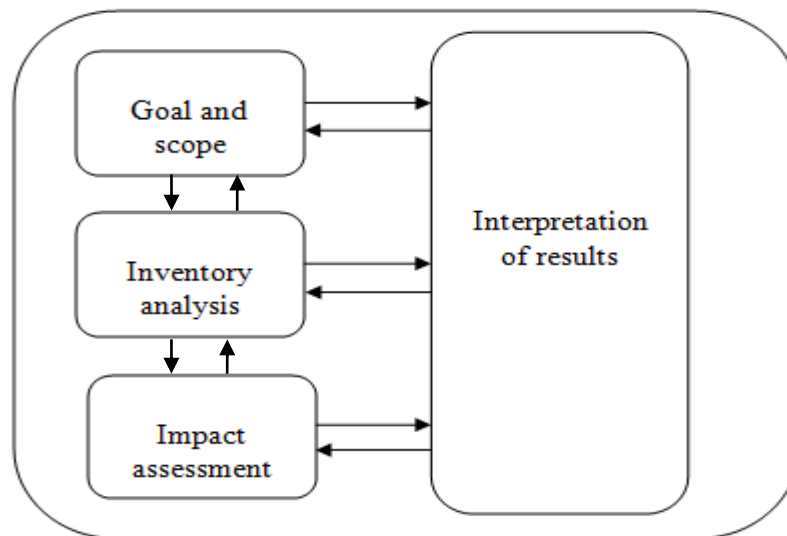 Goal and
scope
Inventory
analysis
Impact
assessment
Interpretation
of results